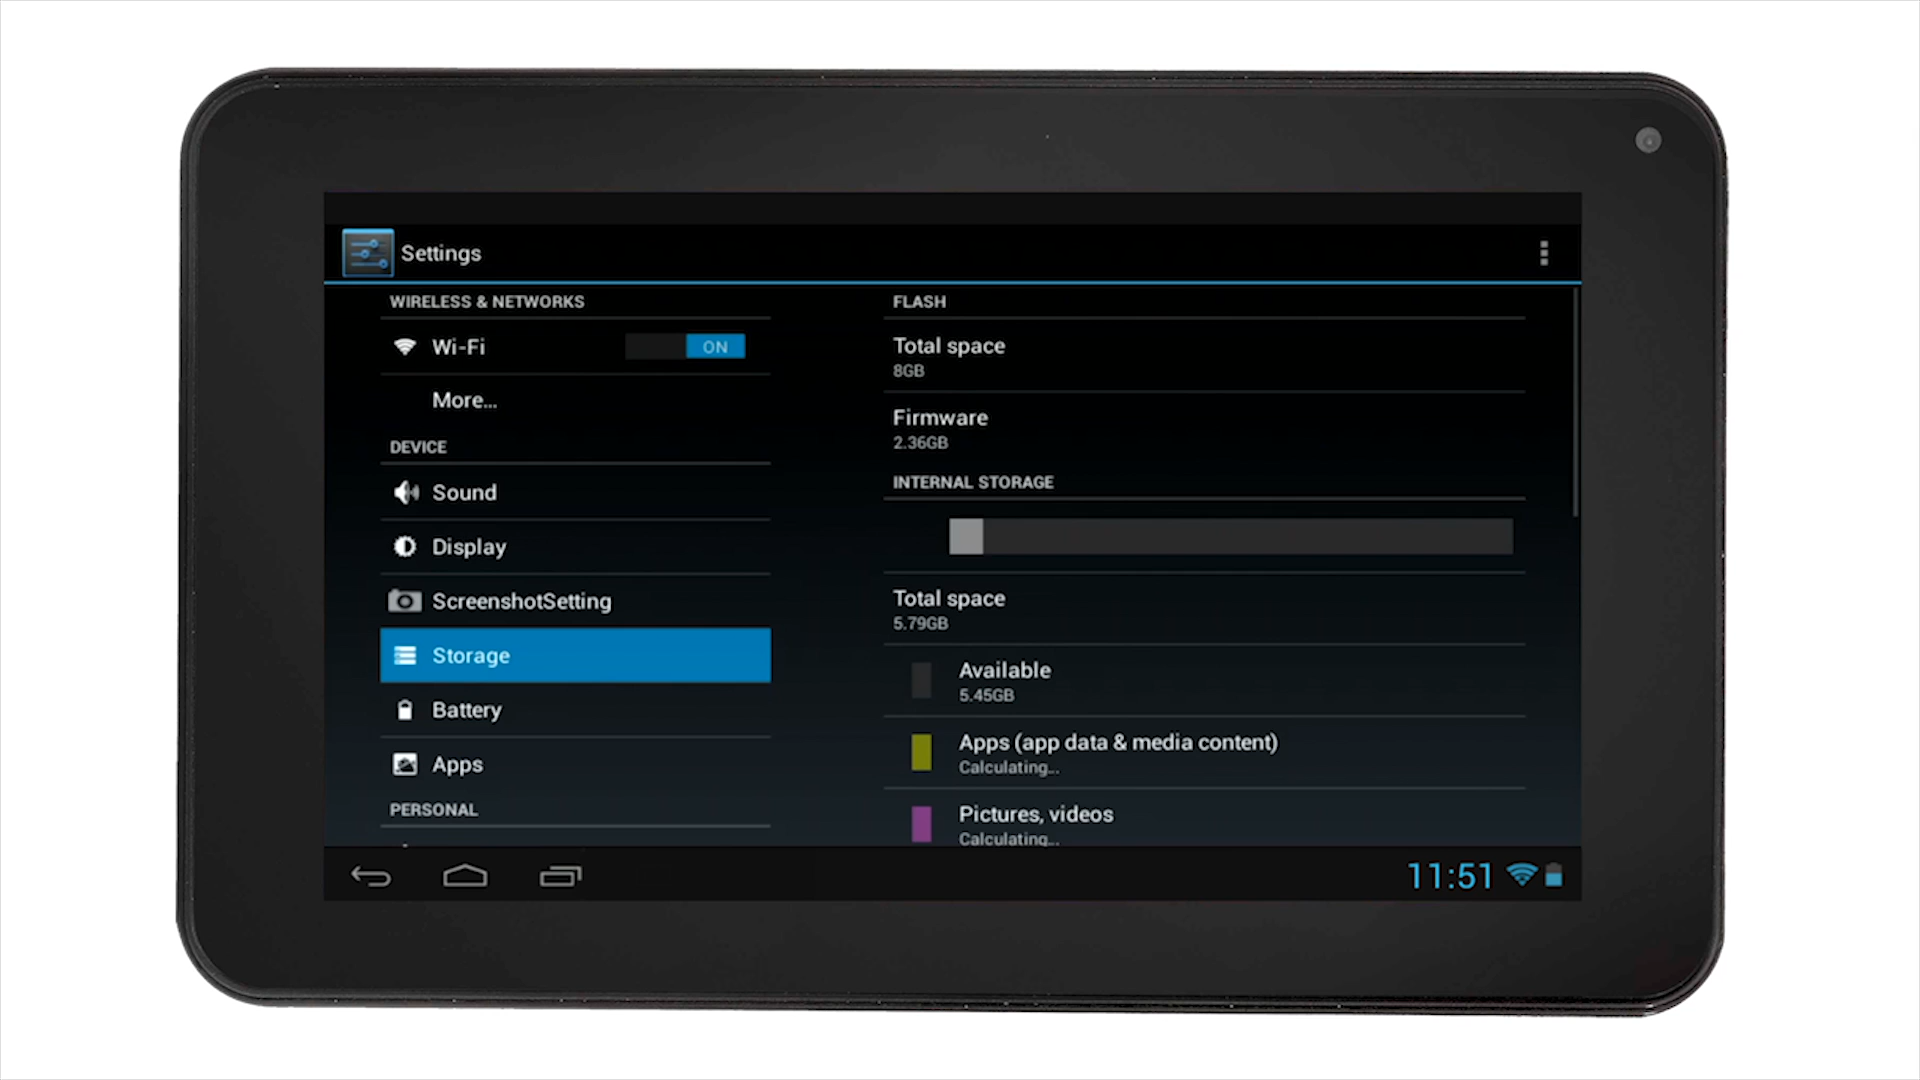 Settings
WIRELESS & NETWORKS
Wi-Fi
ON
More...
DEVICE
Sound
Display
ScreenshotSetting
Storage
Battery
Apps
PERSONAL
FLASH
Total space
8GB
Firmware
2.36GB
INTERNAL STORAGE
Total space
5.79GB
Available
5.45GB
Apps (app data & media content)
Calculating...
Pictures, videos
Calculating...
11:51